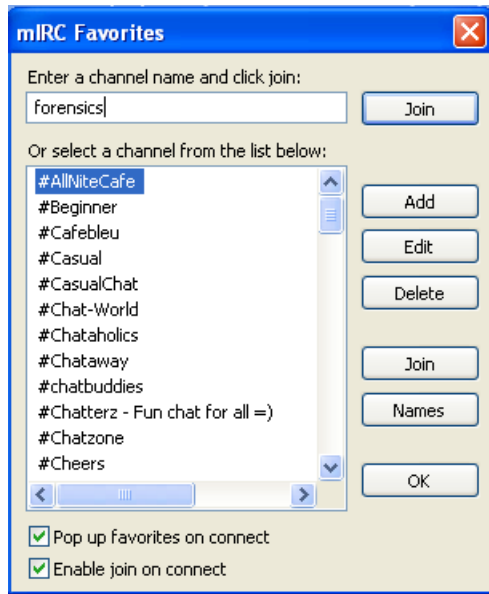 mIRC Favorites
Enter a channel name and click join:
forensics
Join
Or select a channel from the list below:
#AllNiteCafe
#Beginner
#Cafebleu
#Casual
#CasualChat
#Chat-World
#Chataholics
#Chataway
#chatbuddies
#Chatterz - Fun chat for all =)
#Chatzone
#Cheers
Add
Edit
Delete
Join
Names
OK
Pop up favorites on connect
Enable join on connect